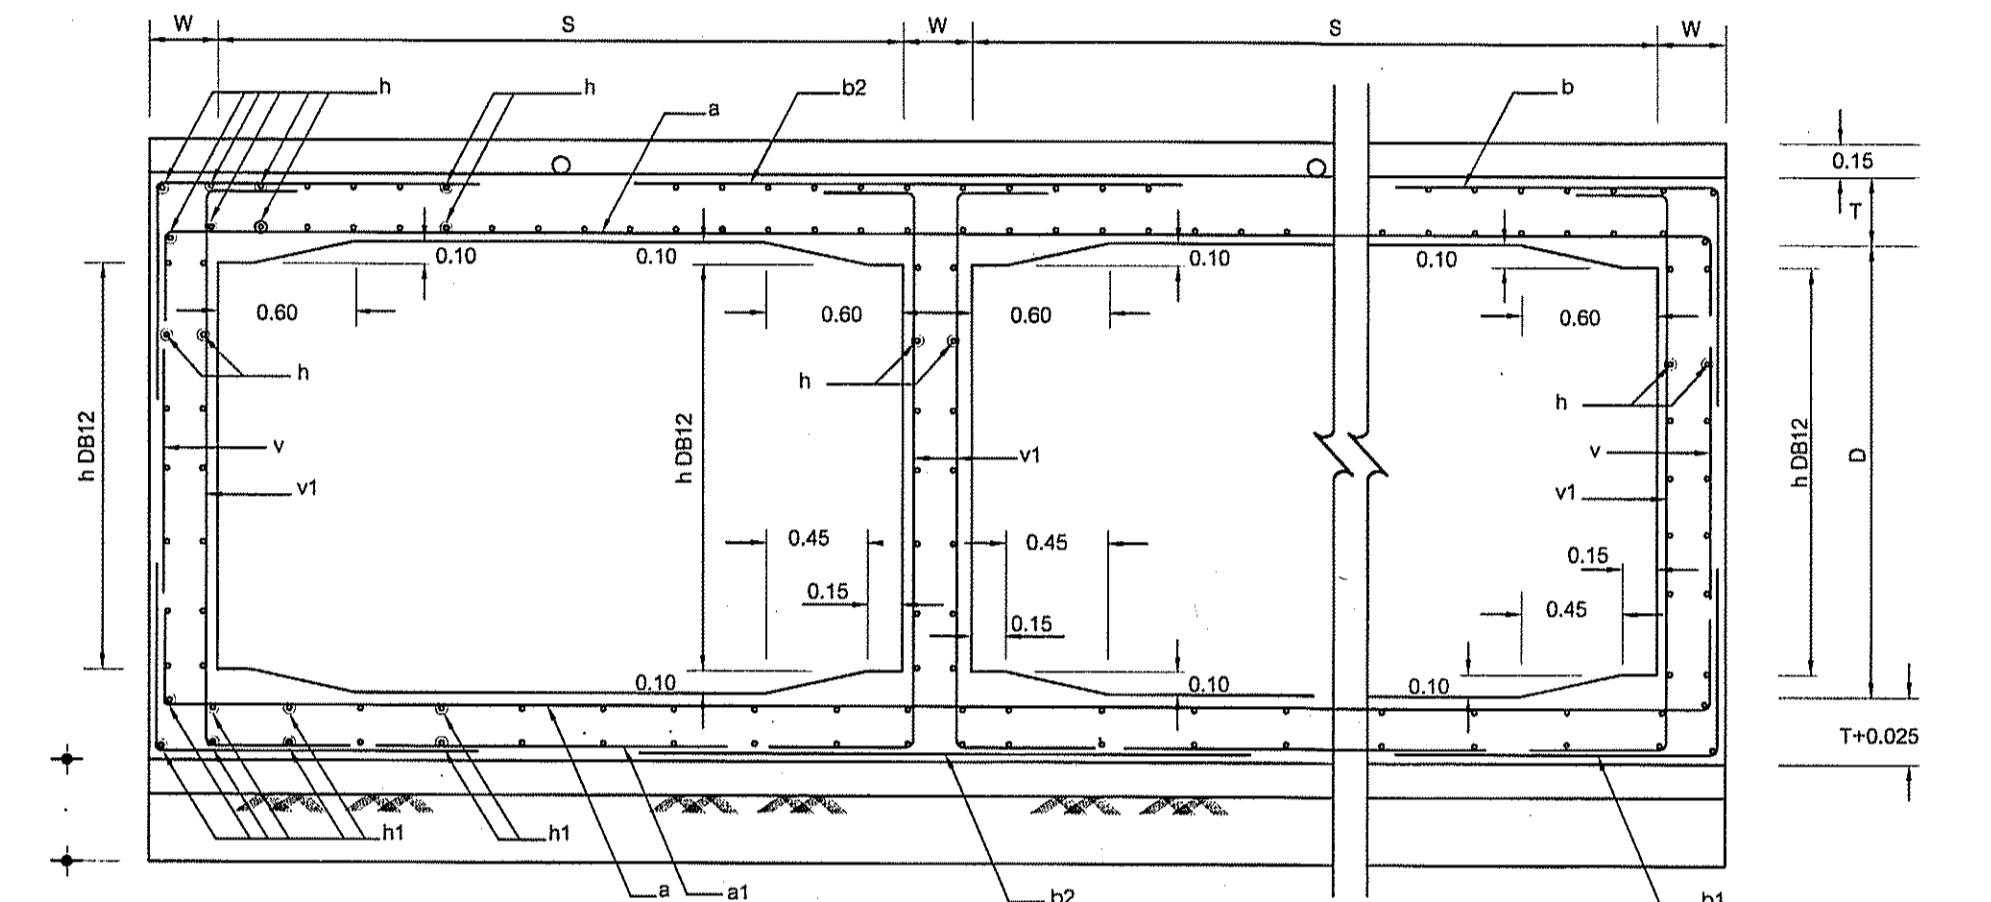 W S W S W
h h b2 b
a
0.15
T
0.10 0.10 0.10 0.10
0.60 0.60 0.60 0.60
h h h
h DB12 h DB12 h DB12 D
v v1 v
v1 v1
0.45 0.45 0.15
0.15 0.15 0.45
0.10 0.10 0.10
T+0.025
h1 h1
a a1 b2 b1